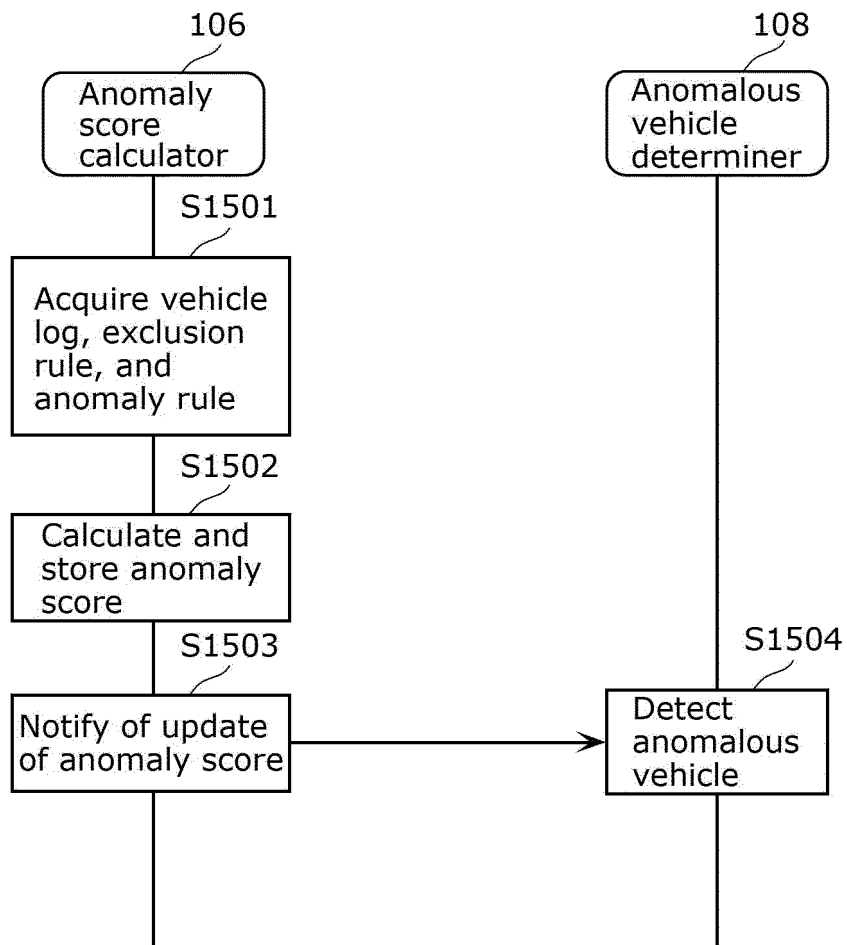 106
108
Anomaly
score
calculator
Anomalous
vehicle
determiner
S1501
Acquire vehicle
log, exclusion
rule, and
anomaly rule
S1502
Calculate and
store anomaly
score
S1503
Notify of update
of anomaly score
S1504
Detect
anomalous
vehicle